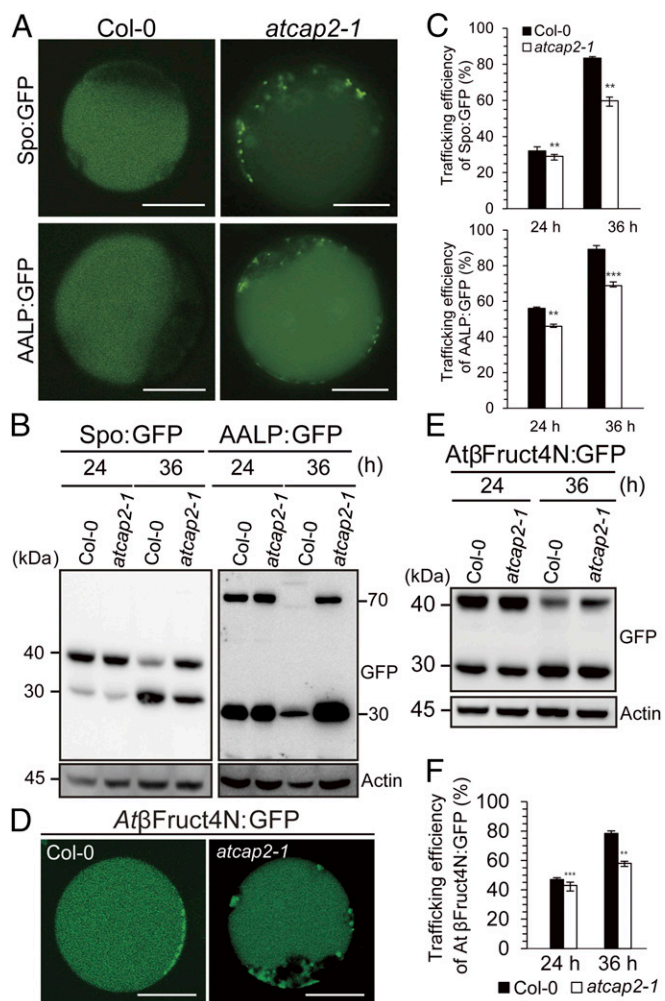 A
Col-0
atcap2-1
Spo:GFP
AALP:GFP
C
Col-0
atcap2-1
Trafficking efficiency
of Spo:GFP (%)
100
80
60
40
20
0
**
**
24 h
36 h
Trafficking efficiency
of AALP:GFP (%)
100
80
60
40
20
0
**
***
24 h
36 h
B
Spo:GFP
AALP:GFP
24
36
24
36
(h)
Col-0
atcap2-1
Col-0
atcap2-1
Col-0
atcap2-1
Col-0
atcap2-1
(kDa)
40
30
45
70
GFP
30
Actin
D
AtβFruct4N:GFP
Col-0
atcap2-1
E
AtβFruct4N:GFP
24
36
(h)
Col-0
atcap2-1
Col-0
atcap2-1
(kDa)
40
30
45
GFP
Actin
F
Trafficking efficiency
of At βFruct4N:GFP (%)
100
80
60
40
20
0
***
**
24 h
36 h
Col-0
atcap2-1